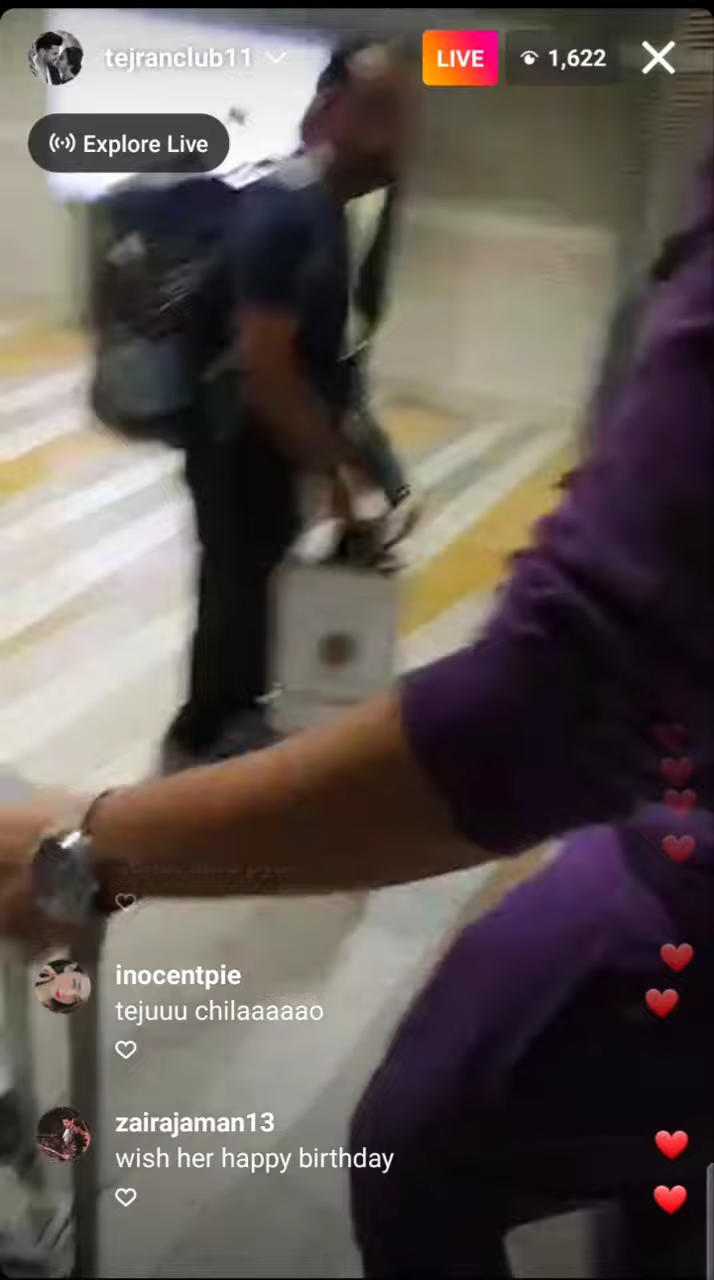 tejranclub11
LIVE
1,622
Explore Live
inocentpie
tejuuu chilaaaaao
zairajaman13
wish her happy birthday